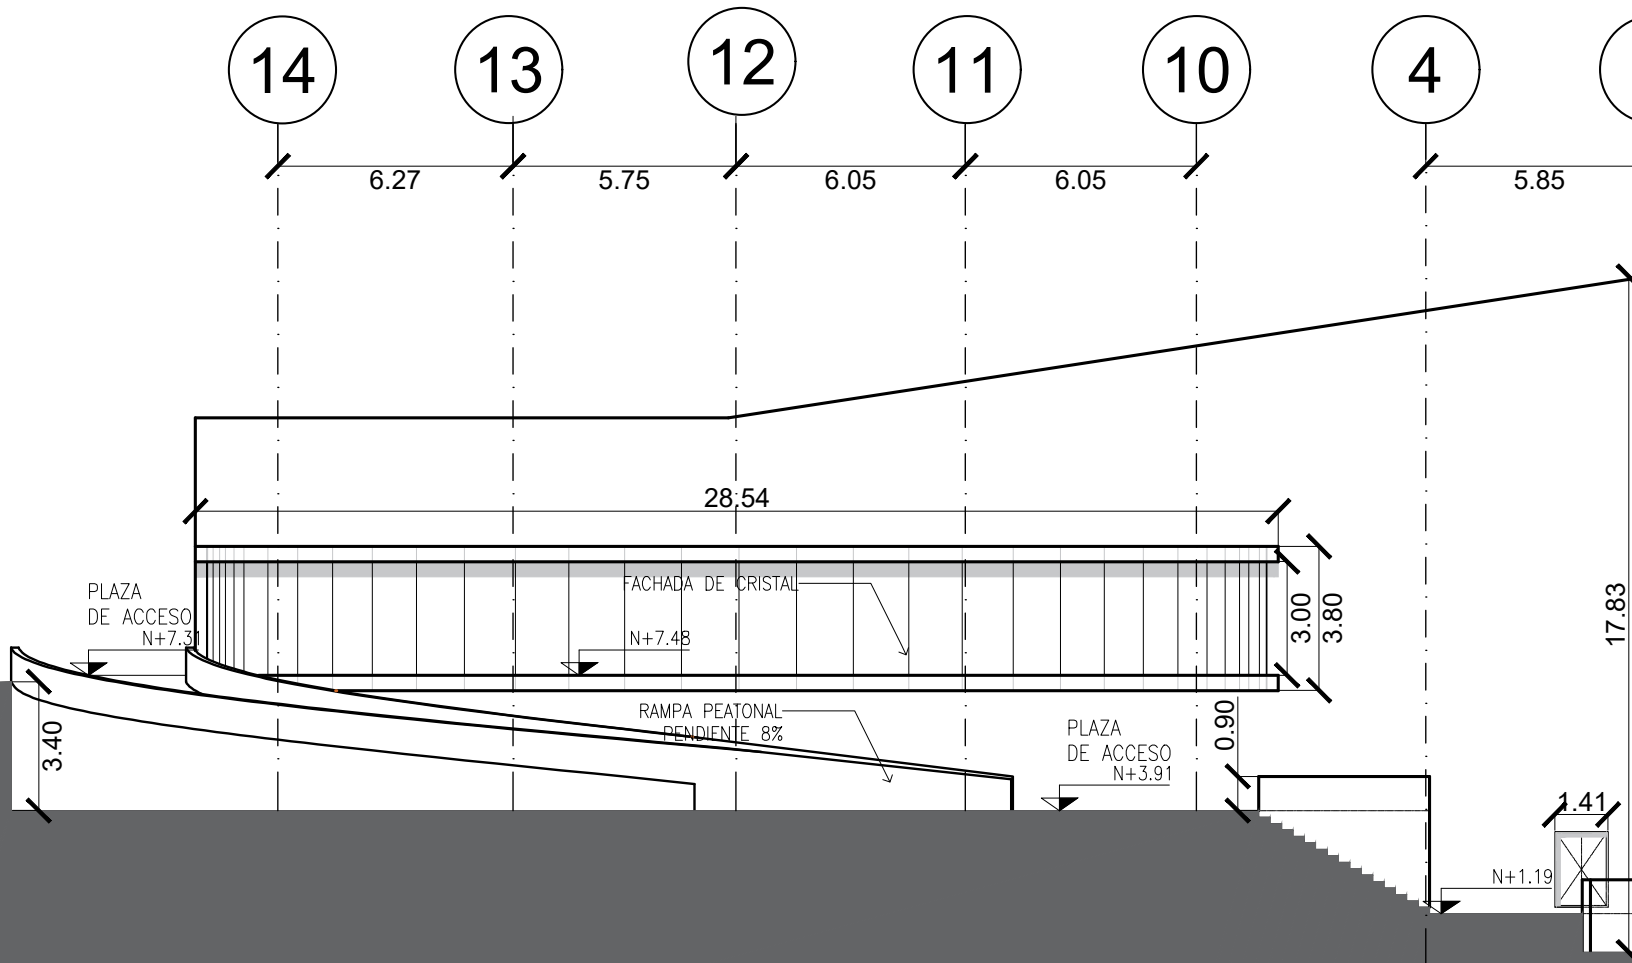 14
13
12
11
10
4
6.27
5.75
6.05
6.05
5.85
28.54
PLAZA
DE ACCESO
N+7.31
FACHADA DE CRISTAL
N+7.48
3.00
3.80
17.83
RAMPA PEATONAL
PENDIENTE 8%
3.40
0.90
PLAZA
DE ACCESO
N+3.91
1.41
N+1.19